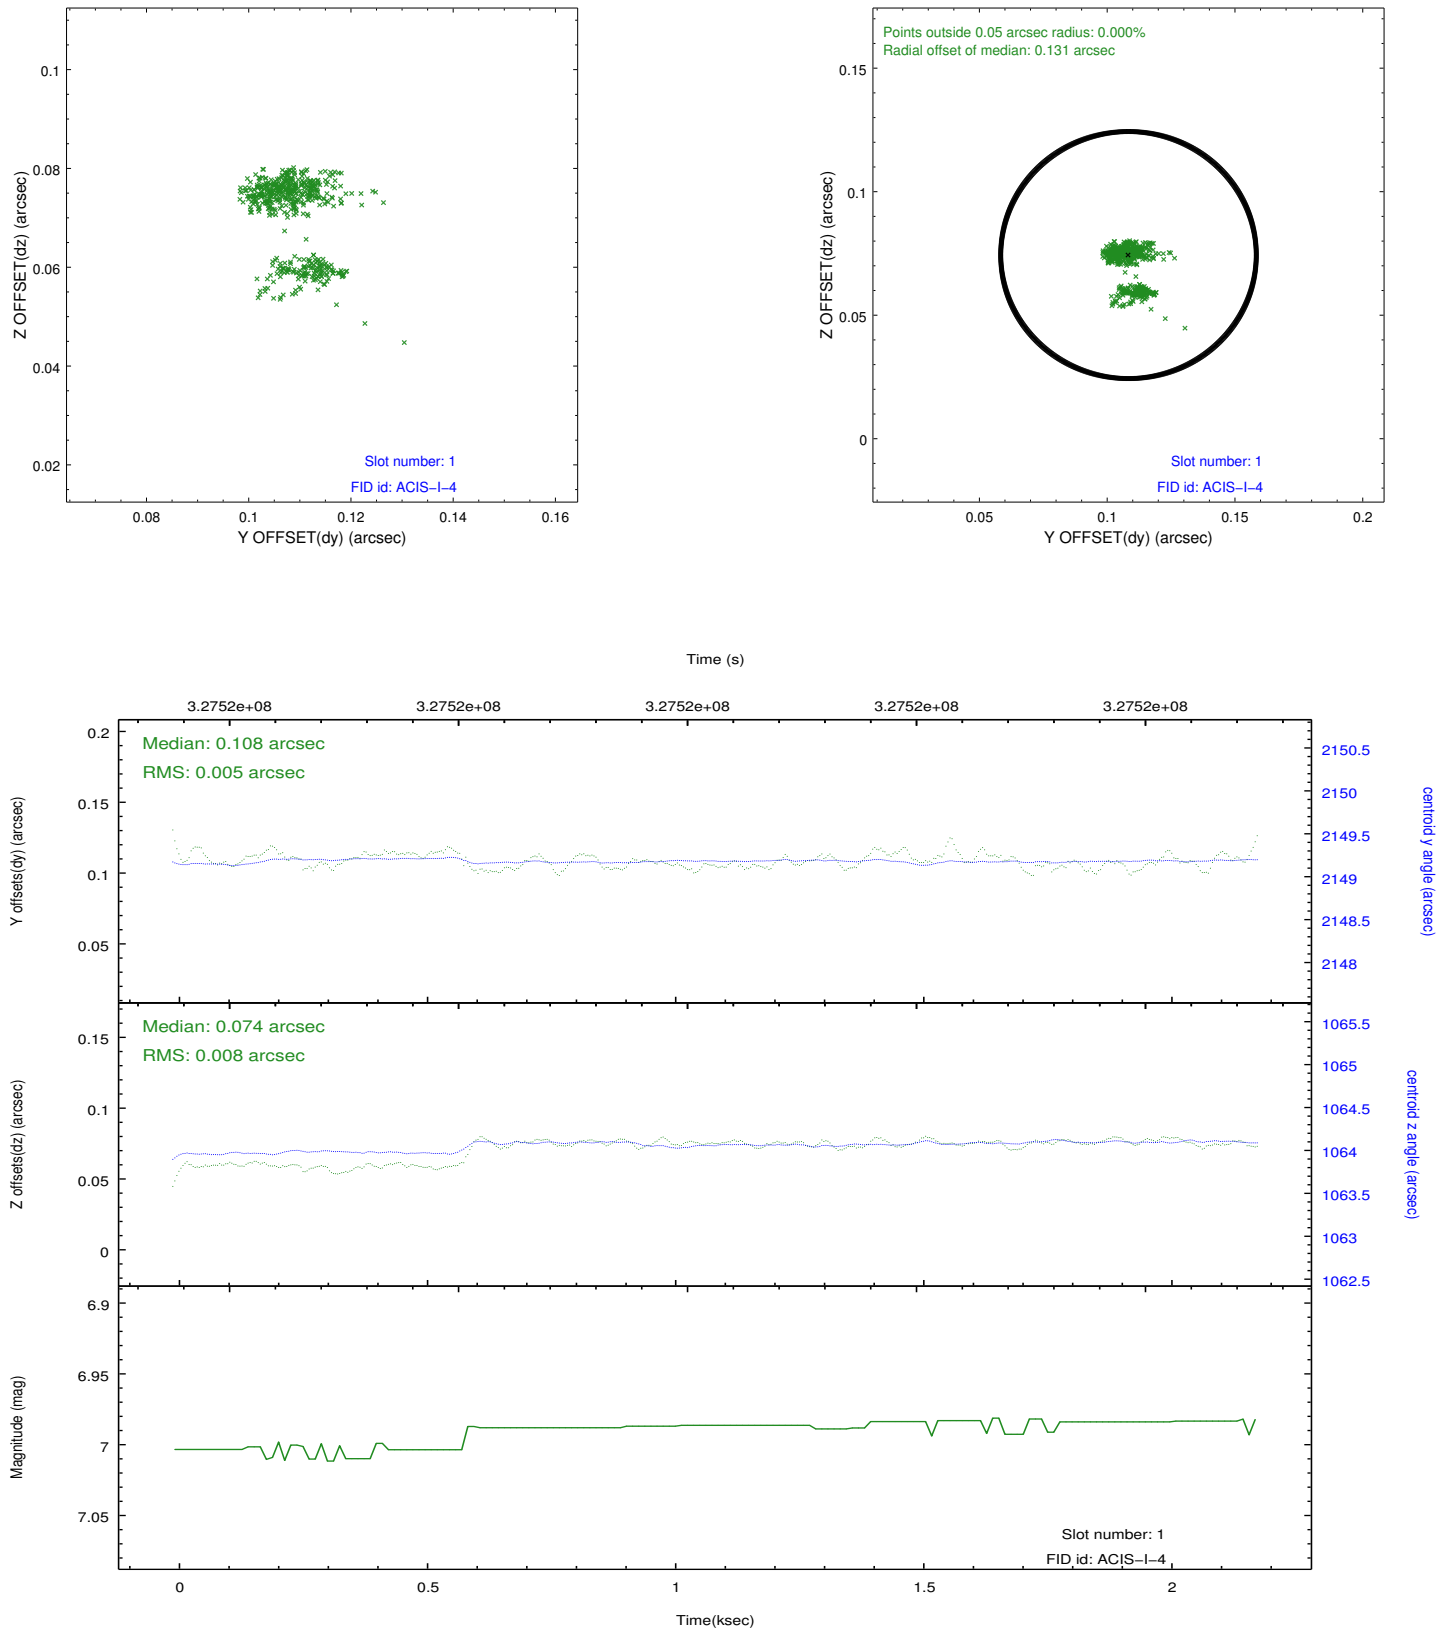 0.1
0.08
0.06
0.04
0.02
Z OFFSET(dz) (arcsec)
Slot number: 1
FID id: ACIS-I-4
0.08 0.1 0.12 0.14 0.16
Y OFFSET(dy) (arcsec)
Points outside 0.05 arcsec radius: 0.000%
Radial offset of median: 0.131 arcsec
0.15
0.1
0.05
0
Z OFFSET(dz) (arcsec)
Slot number: 1
FID id: ACIS-I-4
0.05 0.1 0.15 0.2
Y OFFSET(dy) (arcsec)
Time (s)
3.2752e+08 3.2752e+08 3.2752e+08 3.2752e+08 3.2752e+08
Median: 0.108 arcsec
RMS: 0.005 arcsec
0.2
0.15
0.1
0.05
Y offsets(dy) (arcsec)
2150.5
2150
2149.5
2149
2148.5
2148
centroid y angle (arcsec)
Median: 0.074 arcsec
RMS: 0.008 arcsec
0.15
0.1
0.05
0
Z offsets(dz) (arcsec)
1065.5
1065
1064.5
1064
1063.5
1063
1062.5
centroid z angle (arcsec)
6.9
6.95
7
7.05
Magnitude (mag)
Slot number: 1
FID id: ACIS-I-4
0 0.5 1 1.5 2
Time(ksec)